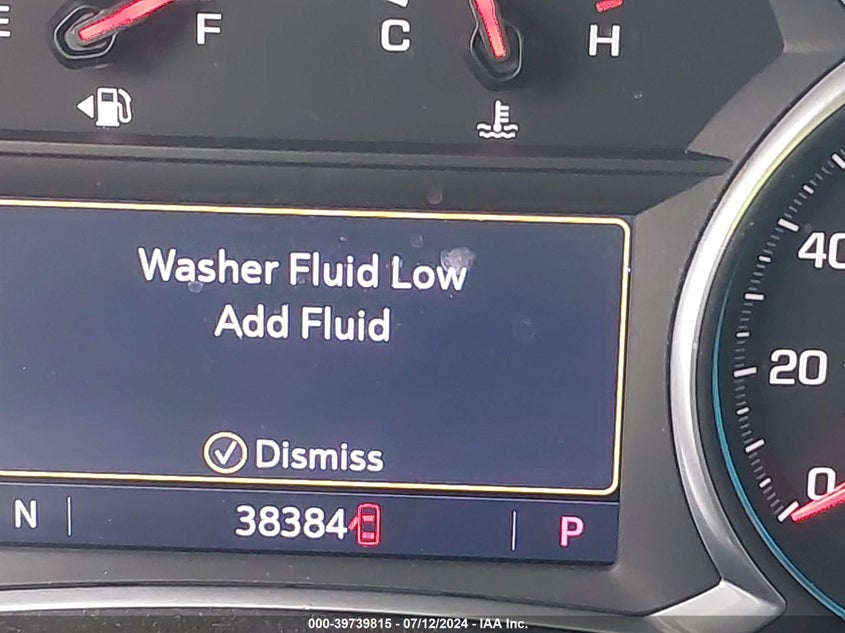 E F C H
Washer Fluid Low
Add Fluid
Dismiss
N 38384 P
40
20
0
000-39739815 - 07/12/2024 - IAA Inc.